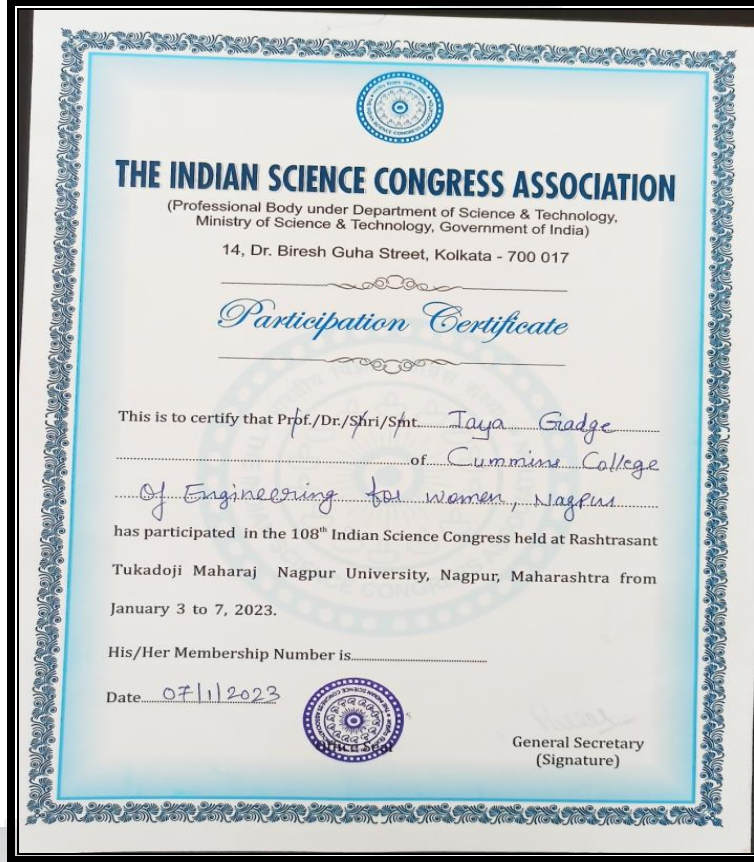 THE INDIAN SCIENCE CONGRESS ASSOCIATION
(Professional Body under Department of Science & Technology,
Ministry of Science & Technology, Government of India)
14, Dr. Biresh Guha Street, Kolkata - 700 017
Participation Certificate
This is to certify that Prof./Dr./Shri/Smt. Jaya Gadge
of Cummins College
Of Engineering for women, Nagpur
has participated in the 108th Indian Science Congress held at Rashtrasant
Tukadoji Maharaj Nagpur University, Nagpur, Maharashtra from
January 3 to 7, 2023.
His/Her Membership Number is
Date 07/1/2023
Office Seal
General Secretary
(Signature)